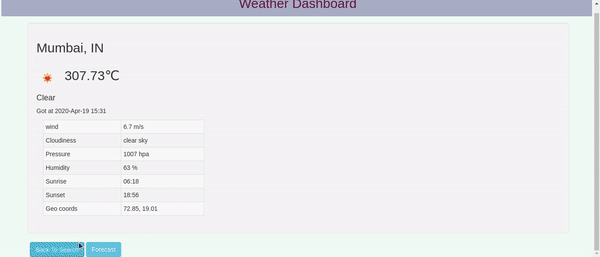 Weather Dashboard
Mumbai, IN
307.73℃
Clear
Got at 2020-Apr-19 15:31
wind 6.7 m/s
Cloudiness clear sky
Pressure 1007 hpa
Humidity 63 %
Sunrise 06:18
Sunset 18:56
Geo coords 72.85, 19.01
Back To Search Forecast